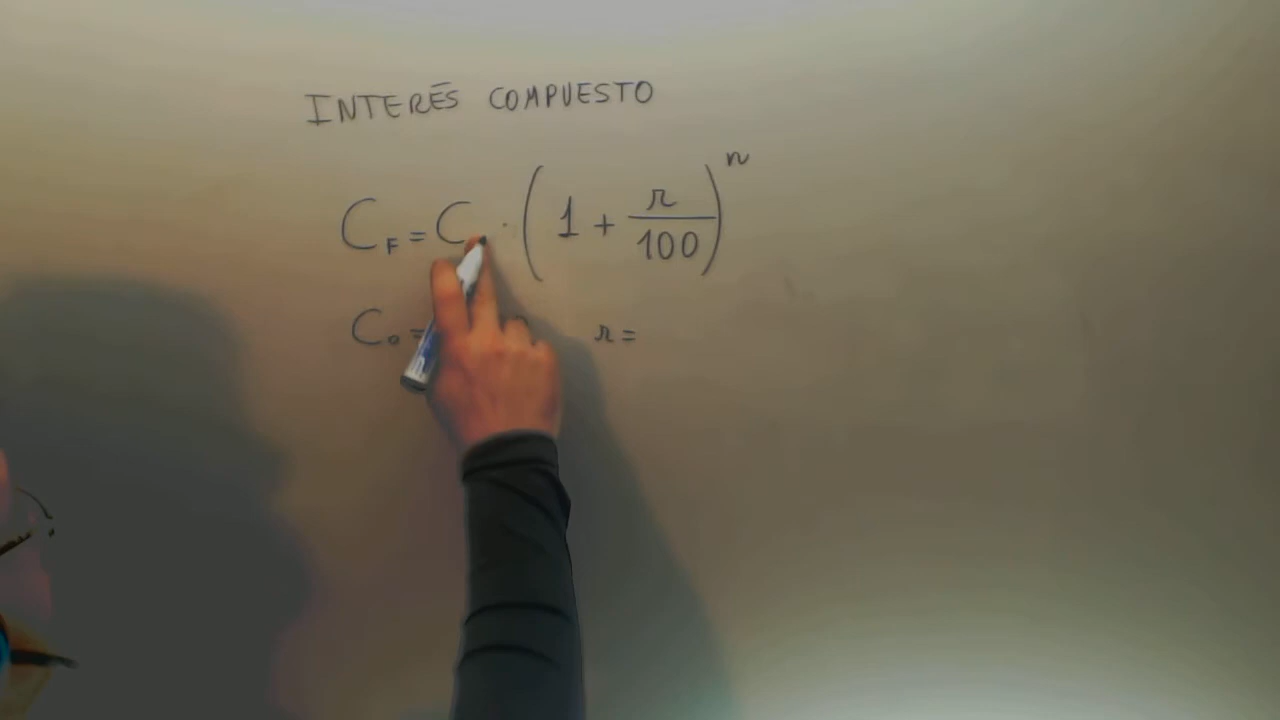 INTERÉS COMPUESTO
C_F = C · ( 1 + r/100 )^n
C₀ = r =